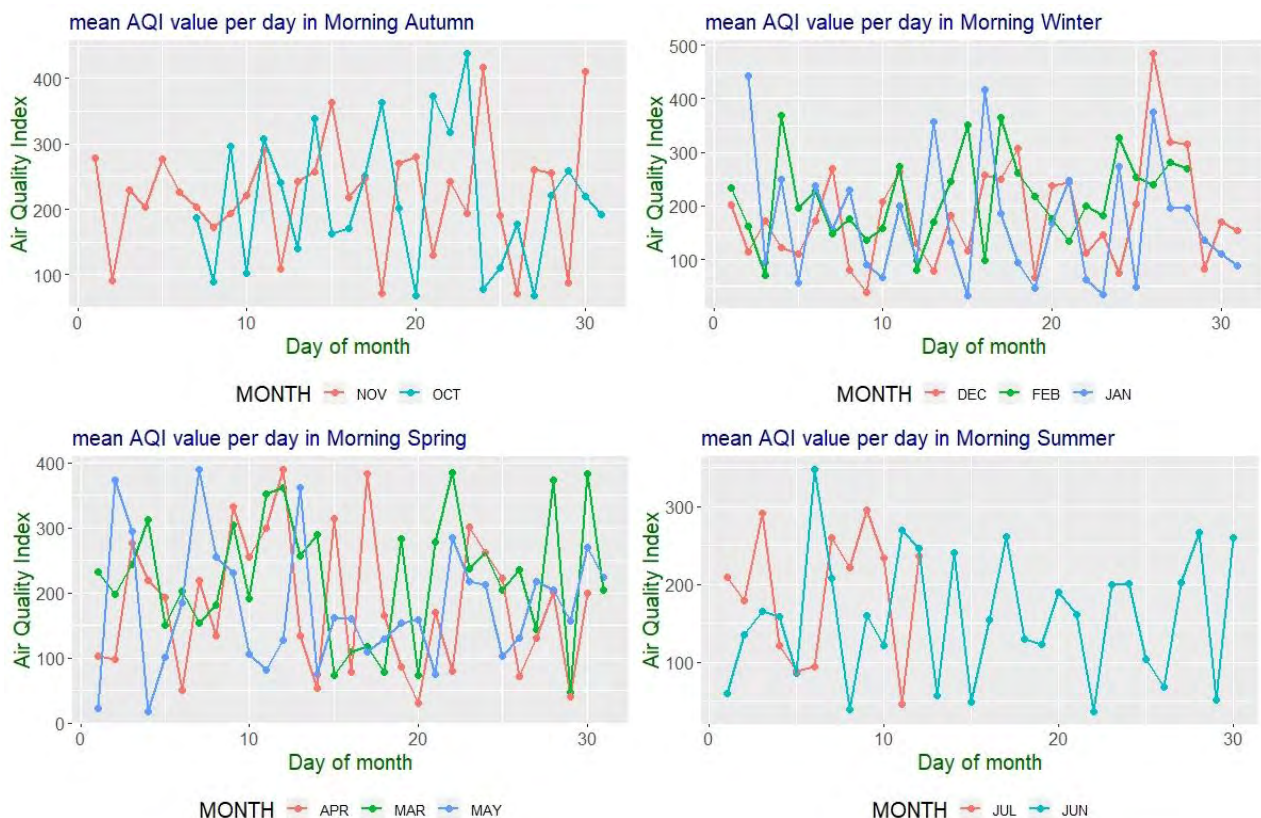 mean AQI value per day in Morning Autumn
Air Quality Index
400
300
200
100
0 10 20 30
Day of month
MONTH NOV OCT
mean AQI value per day in Morning Winter
Air Quality Index
500
400
300
200
100
0 10 20 30
Day of month
MONTH DEC FEB JAN
mean AQI value per day in Morning Spring
Air Quality Index
400
300
200
100
0
0 10 20 30
Day of month
MONTH APR MAR MAY
mean AQI value per day in Morning Summer
Air Quality Index
300
200
100
0 10 20 30
Day of month
MONTH JUL JUN